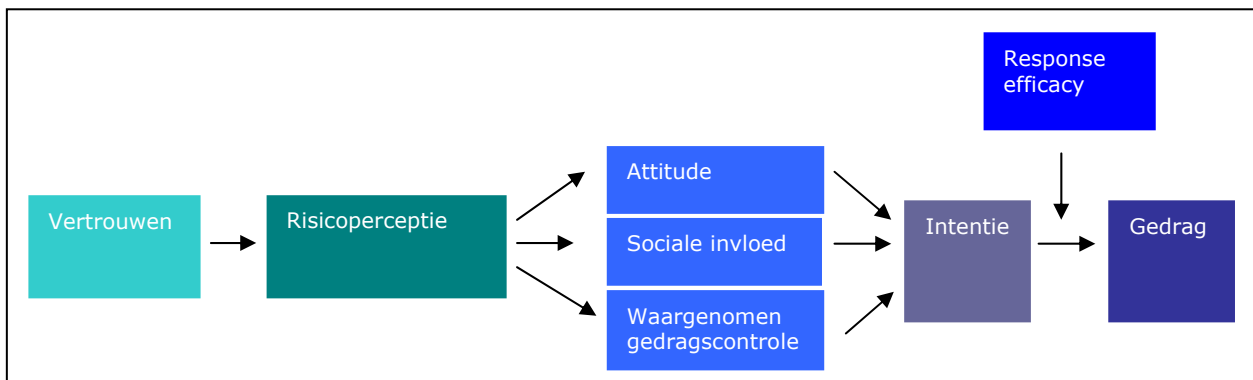 Response
efficacy
Attitude
Vertrouwen
Risicoperceptie
Sociale invloed
Intentie
Gedrag
Waargenomen
gedragscontrole